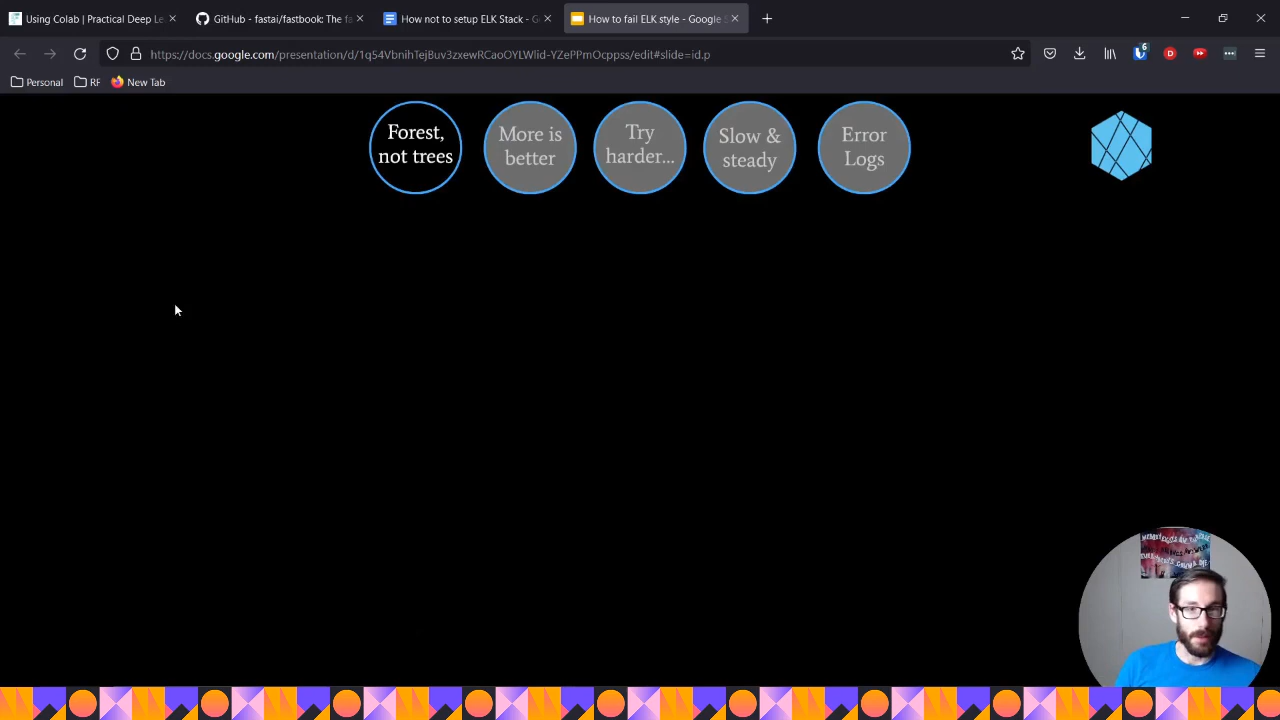 Using Colab | Practical Deep Le
GitHub - fastai/fastbook: The fa
How not to setup ELK Stack - G
How to fail ELK style - Google S
https://docs.google.com/presentation/d/1q54VbnihTejBuv3zxewRCaoOYLWlid-YZePPmOcppss/edit#slide=id.p
6
D
Personal
RF
New Tab
Forest,
not trees
More is
better
Try
harder...
Slow &
steady
Error
Logs